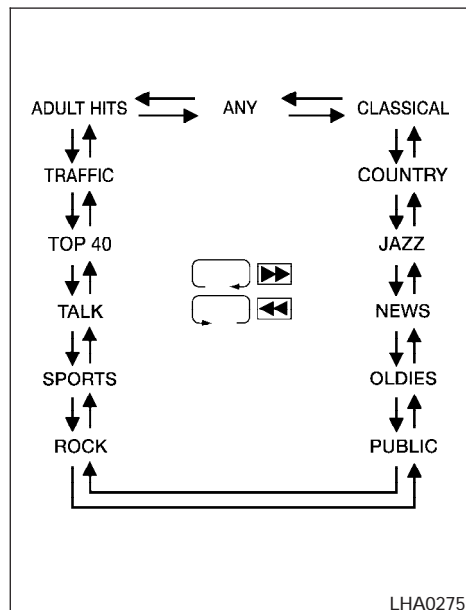 ADULT HITS ANY CLASSICAL
TRAFFIC COUNTRY
TOP 40 JAZZ
TALK NEWS
SPORTS OLDIES
ROCK PUBLIC
LHA0275